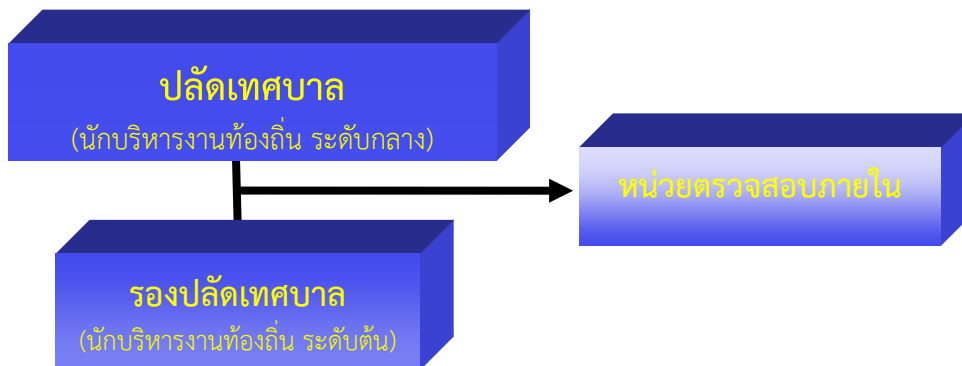 ปลัดเทศบาล
(นักบริหารงานท้องถิ่น ระดับกลาง)
หน่วยตรวจสอบภายใน
รองปลัดเทศบาล
(นักบริหารงานท้องถิ่น ระดับต้น)